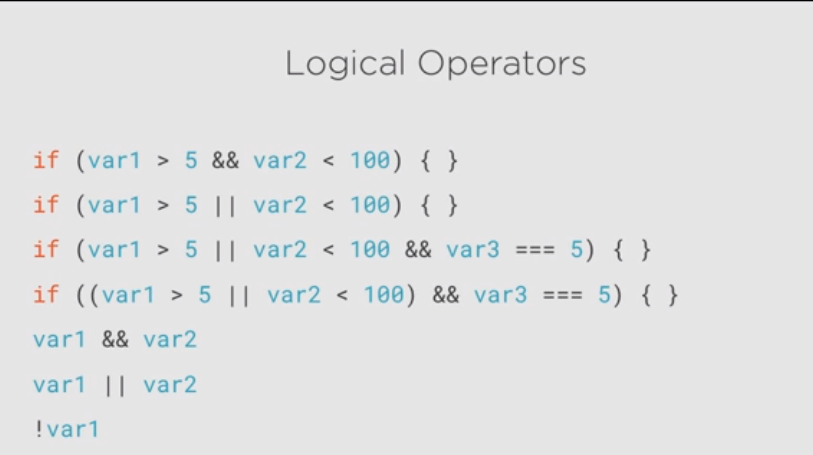 Logical Operators
if (var1 > 5 && var2 < 100) { }
if (var1 > 5 || var2 < 100) { }
if (var1 > 5 || var2 < 100 && var3 === 5) { }
if ((var1 > 5 || var2 < 100) && var3 === 5) { }
var1 && var2
var1 || var2
!var1